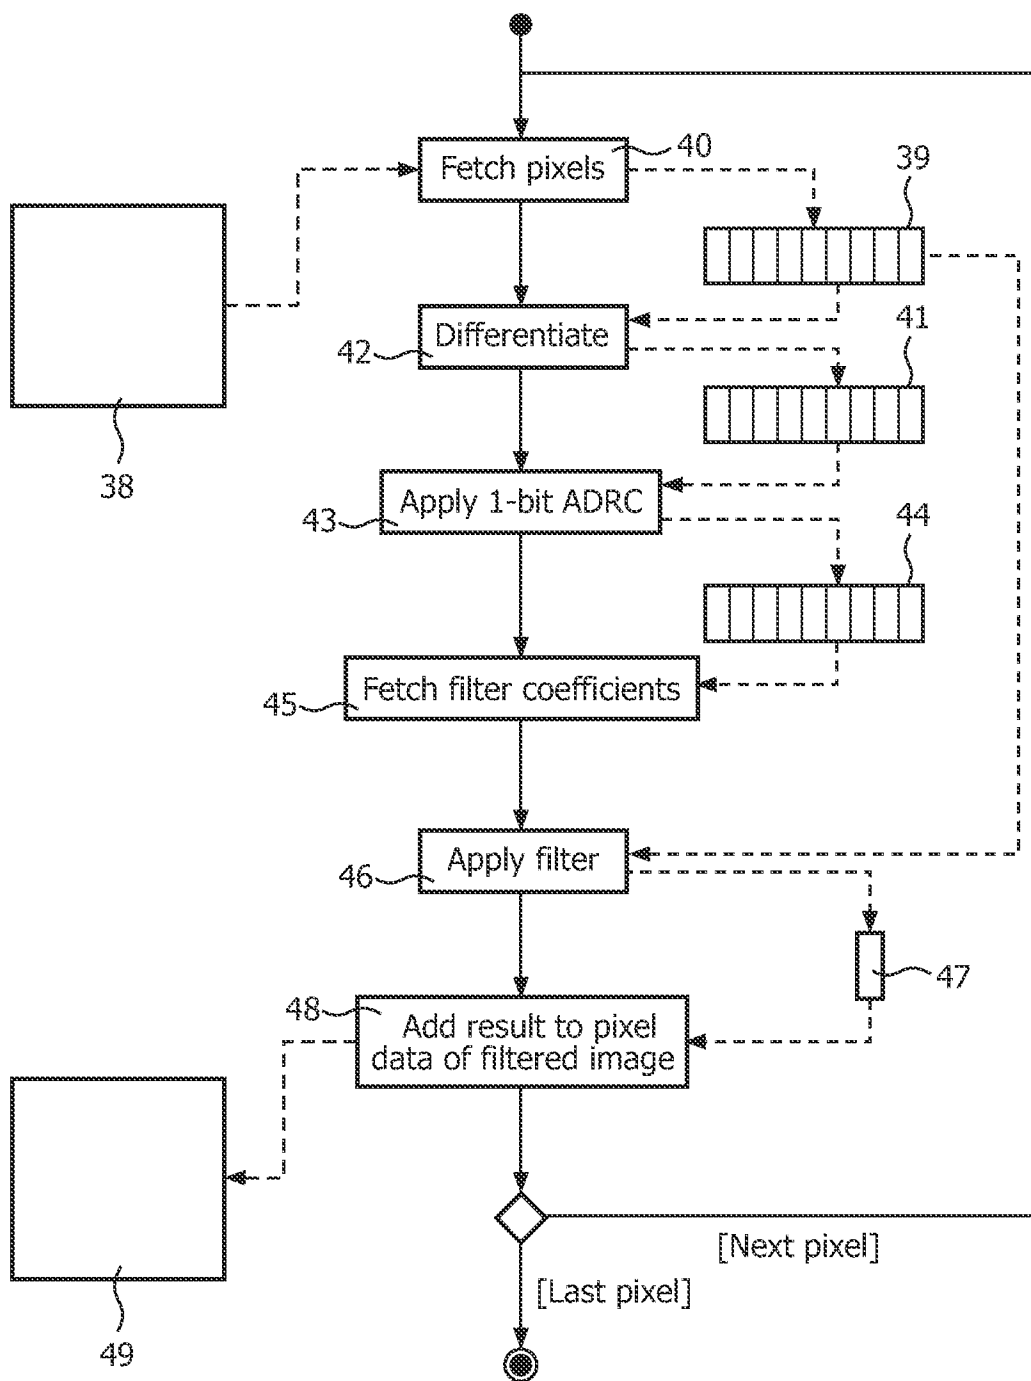 40
Fetch pixels
39
Differentiate
42
41
38
Apply 1-bit ADRC
43
44
Fetch filter coefficients
45
Apply filter
46
47
48
Add result to pixel
data of filtered image
[Next pixel]
[Last pixel]
49